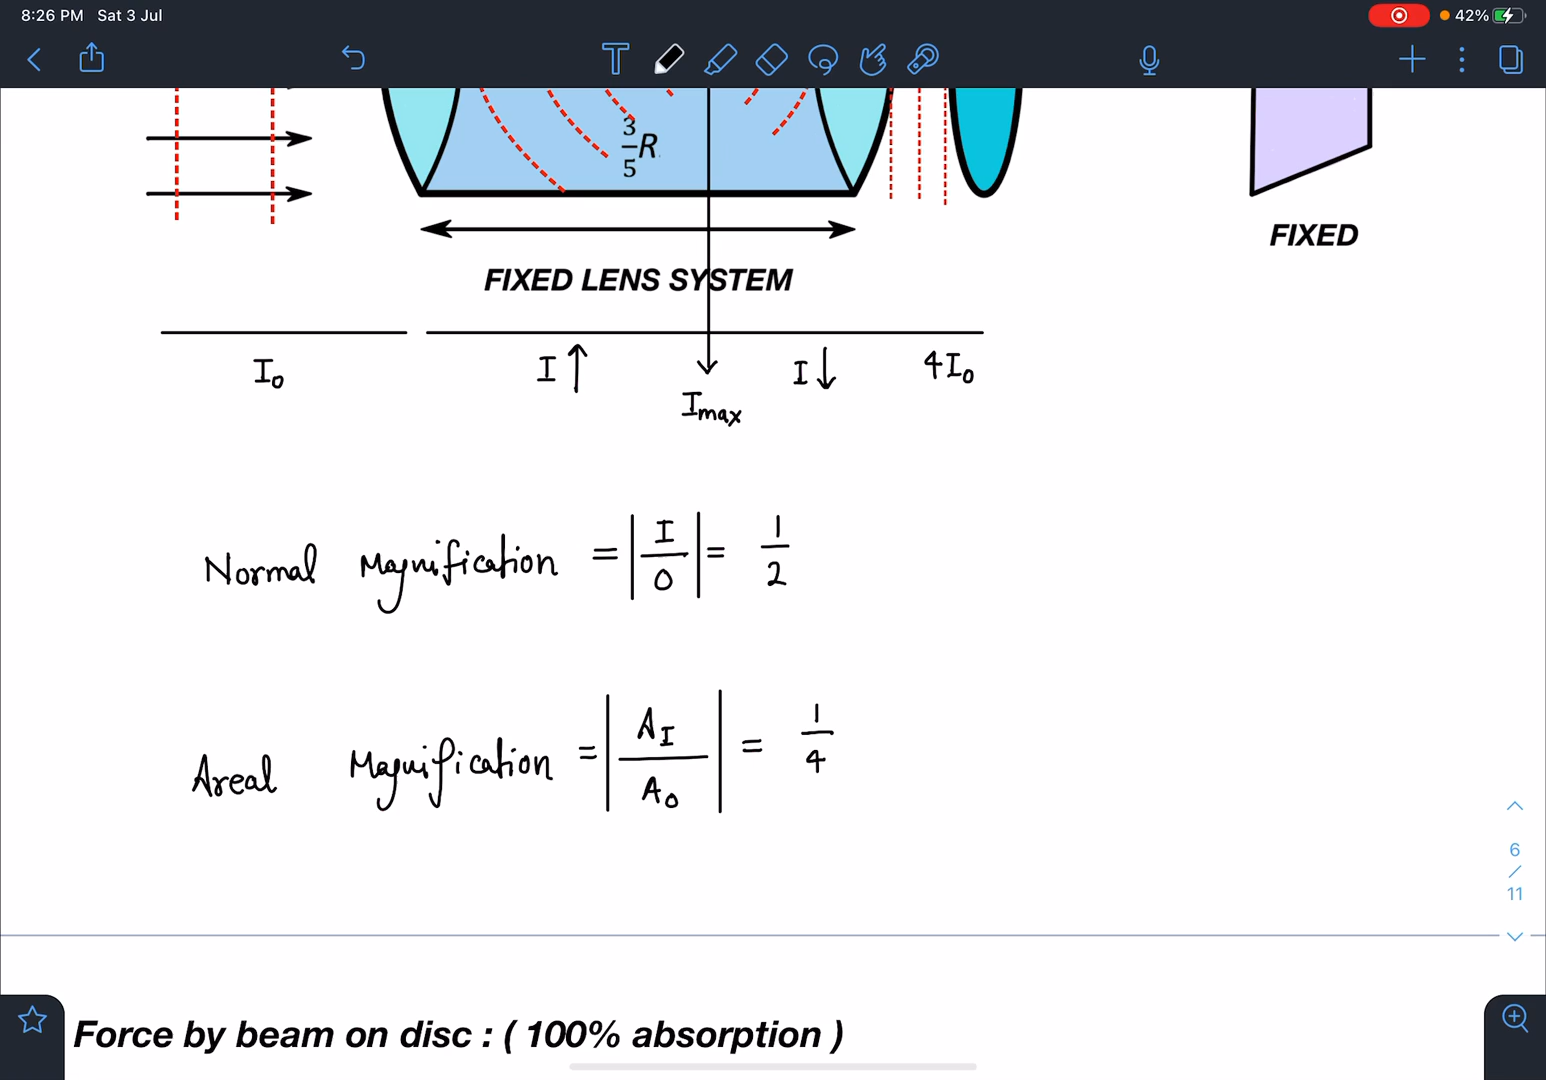 8:26 PM Sat 3 Jul
42%
3/5 R
FIXED
FIXED LENS SYSTEM
I₀ I↑ I↓ 4I₀
Imax
Normal Magnification = |I/O| = 1/2
Areal Magnification = |A_I/A_O| = 1/4
6
/
11
Force by beam on disc : ( 100% absorption )